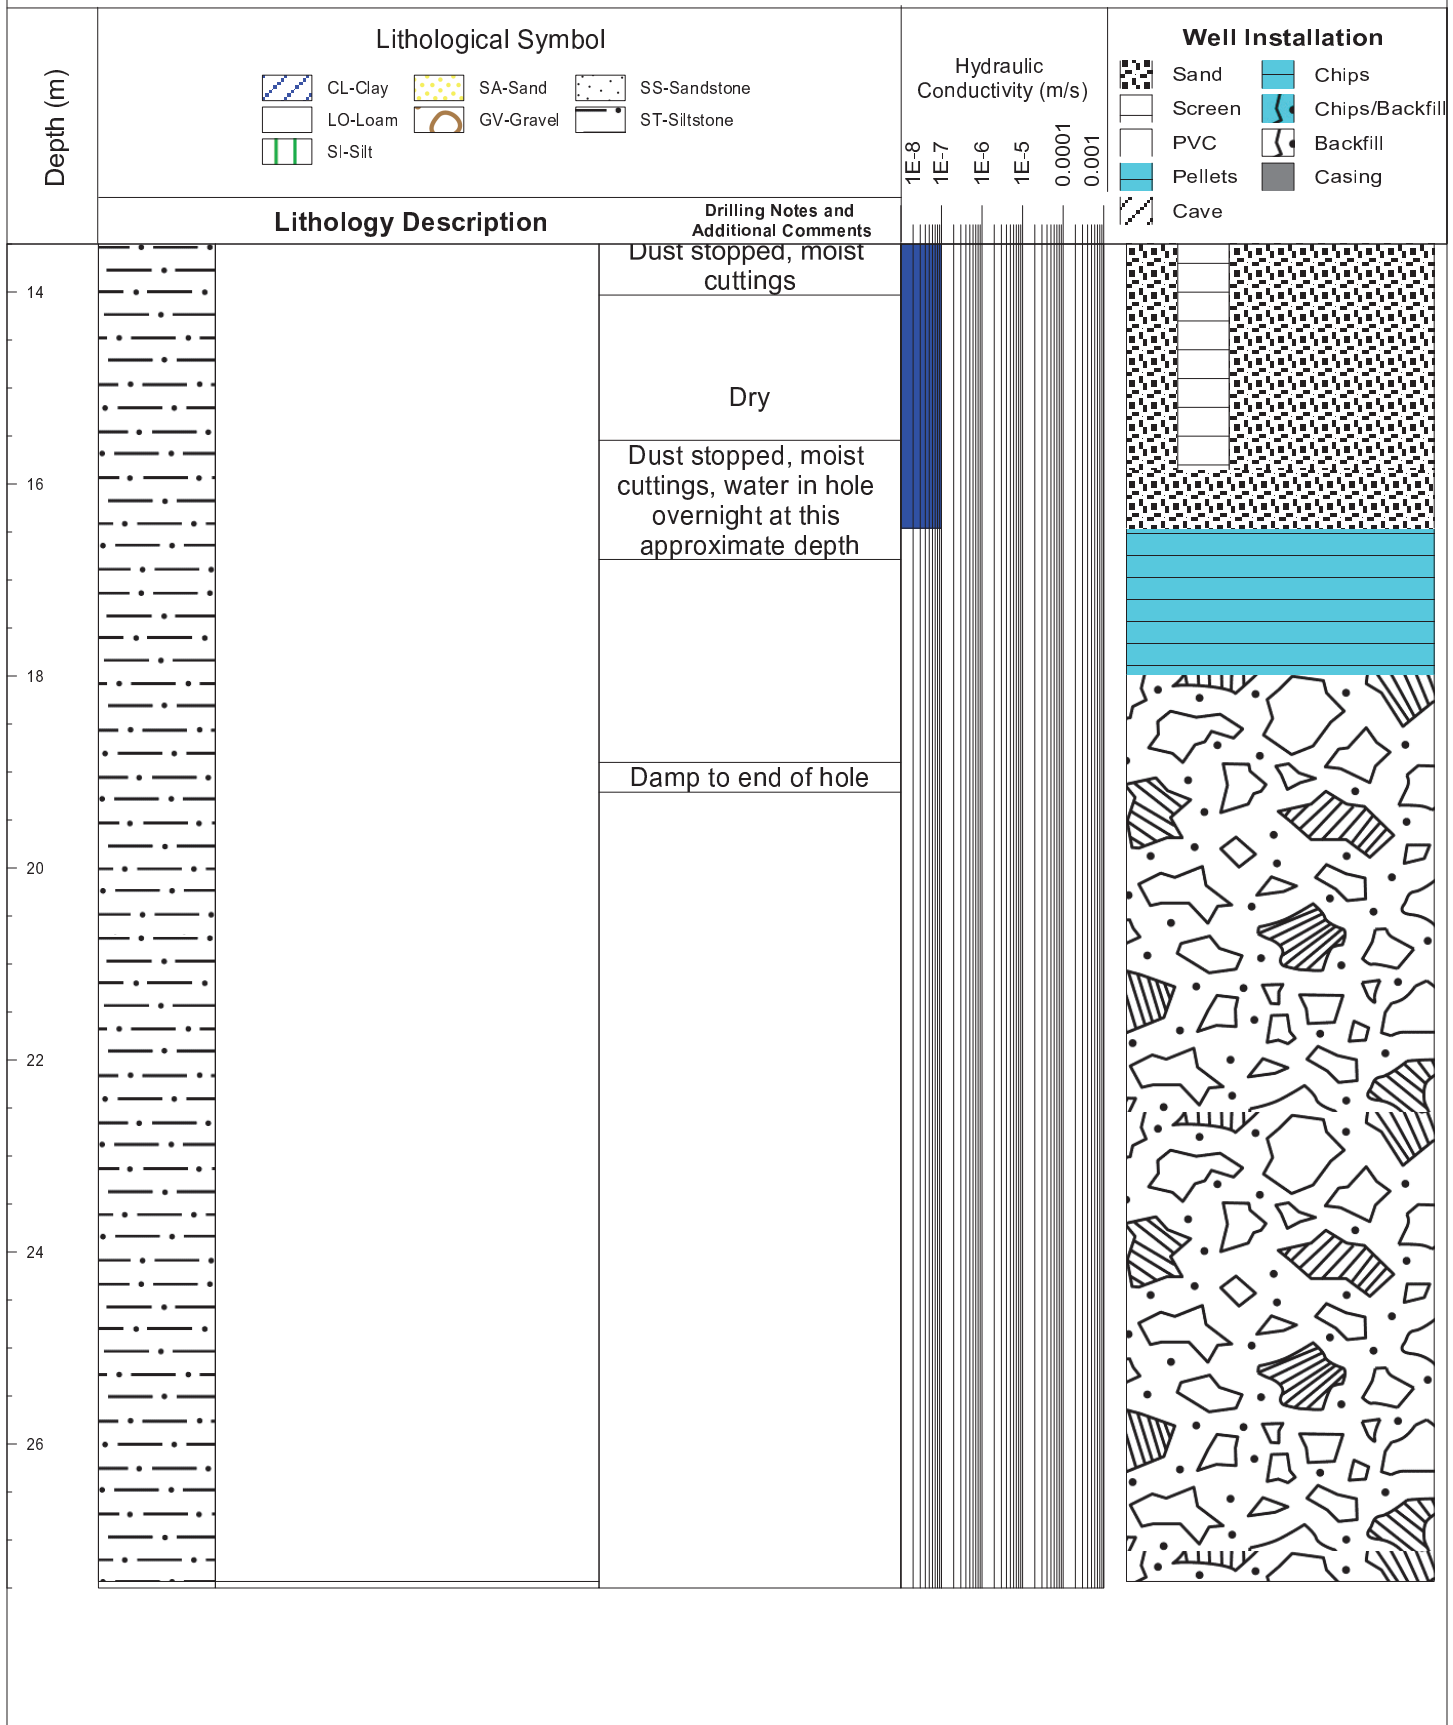 Depth (m)
Lithological Symbol
CL-Clay
SA-Sand
SS-Sandstone
LO-Loam
GV-Gravel
ST-Siltstone
SI-Silt
Lithology Description
Drilling Notes and
Additional Comments
Hydraulic
Conductivity (m/s)
1E-8
1E-7
1E-6
1E-5
0.0001
0.001
Well Installation
Sand
Chips
Screen
Chips/Backfill
PVC
Backfill
Pellets
Casing
Cave
Dust stopped, moist
cuttings
14
Dry
Dust stopped, moist
cuttings, water in hole
overnight at this
approximate depth
16
18
Damp to end of hole
20
22
24
26